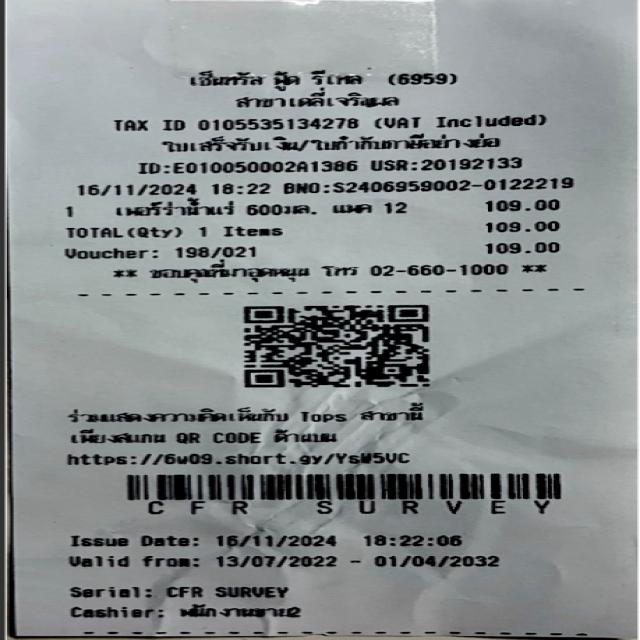 เซ็นทรัล ฟู้ด รีเทล (6959)
สาขาเดลี่เจริญผล
TAX ID 0105535134278 (VAT Included)
ใบเสร็จรับเงิน/ใบกำกับภาษีอย่างย่อ
ID:E010050002A1386 USR:20192133
16/11/2024 18:22 BNO:S2406959002-0122219
1 เพอร์ร่าน้ำแร่ 600มล. แพค 12 109.00
TOTAL(Qty) 1 Items 109.00
Voucher: 198/021 109.00
** ขอบคุณที่มาอุดหนุน โทร 02-660-1000 **
ร่วมแสดงความคิดเห็นกับ Tops สาขานี้
เพียงสแกน QR CODE ด้านบน
https://6w09.short.gy/YsW5VC
CFR SURVEY
Issue Date: 16/11/2024 18:22:06
Valid from: 13/07/2022 - 01/04/2032
Serial: CFR SURVEY
Cashier: พนักงานขาย2